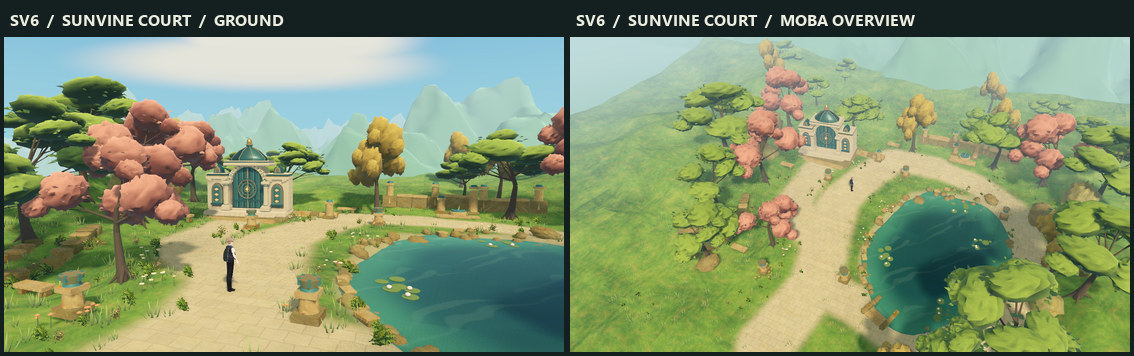 SV6 / SUNVINE COURT / GROUND
SV6 / SUNVINE COURT / MOBA OVERVIEW